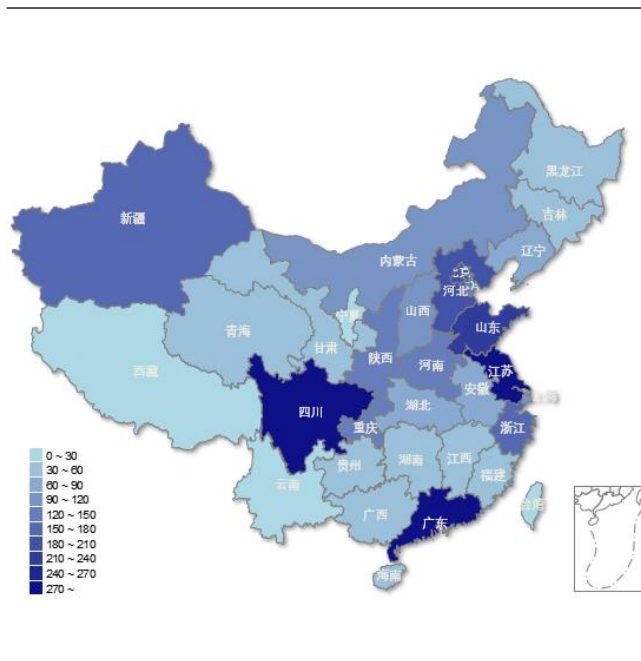 黑龙江
吉林
新疆
辽宁
内蒙古
北京
河北
宁夏
山西
青海
山东
甘肃
西藏
陕西
河南
江苏
安徽
上海
四川
湖北
重庆
浙江
湖南
江西
贵州
福建
云南
台湾
广西
广东
海南
0 ~ 30
30 ~ 60
60 ~ 90
90 ~ 120
120 ~ 150
150 ~ 180
180 ~ 210
210 ~ 240
240 ~ 270
270 ~